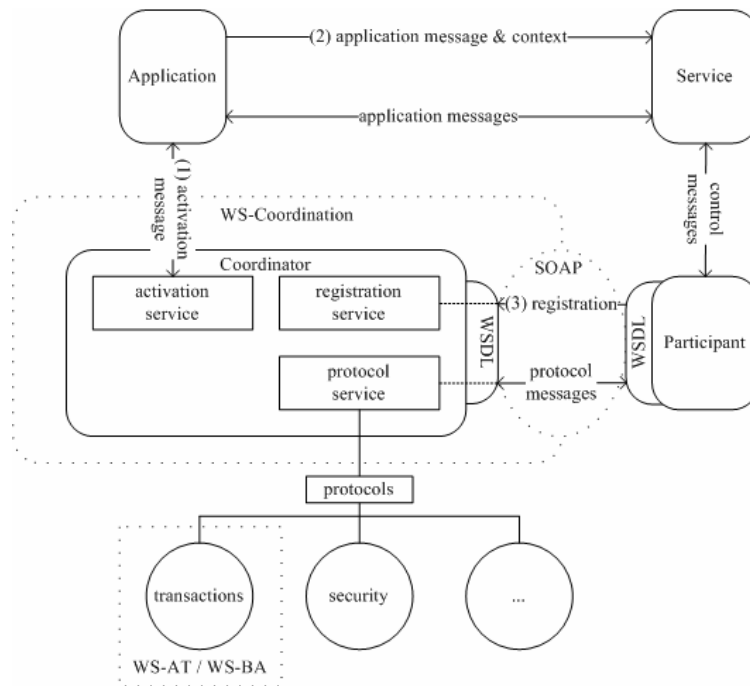 (2) application message & context
Application
Service
application messages
(1) activation
message
control
messages
WS-Coordination
Coordinator
SOAP
activation
service
registration
service
(3) registration
WSDL
WSDL
Participant
protocol
service
protocol
messages
protocols
transactions
security
...
WS-AT / WS-BA